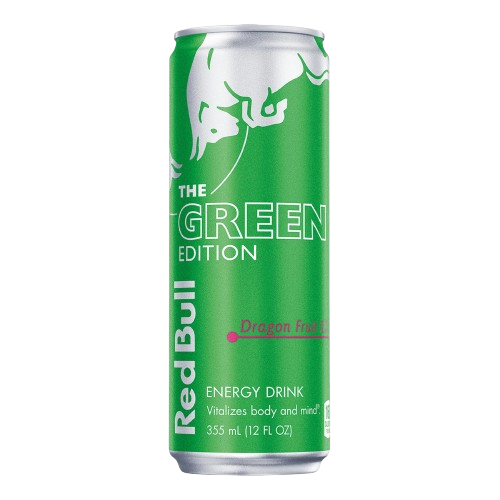 THE
GREEN
EDITION
Red Bull
Dragon Fruit
ENERGY DRINK
Vitalizes body and mind®.
355 mL (12 FL OZ)